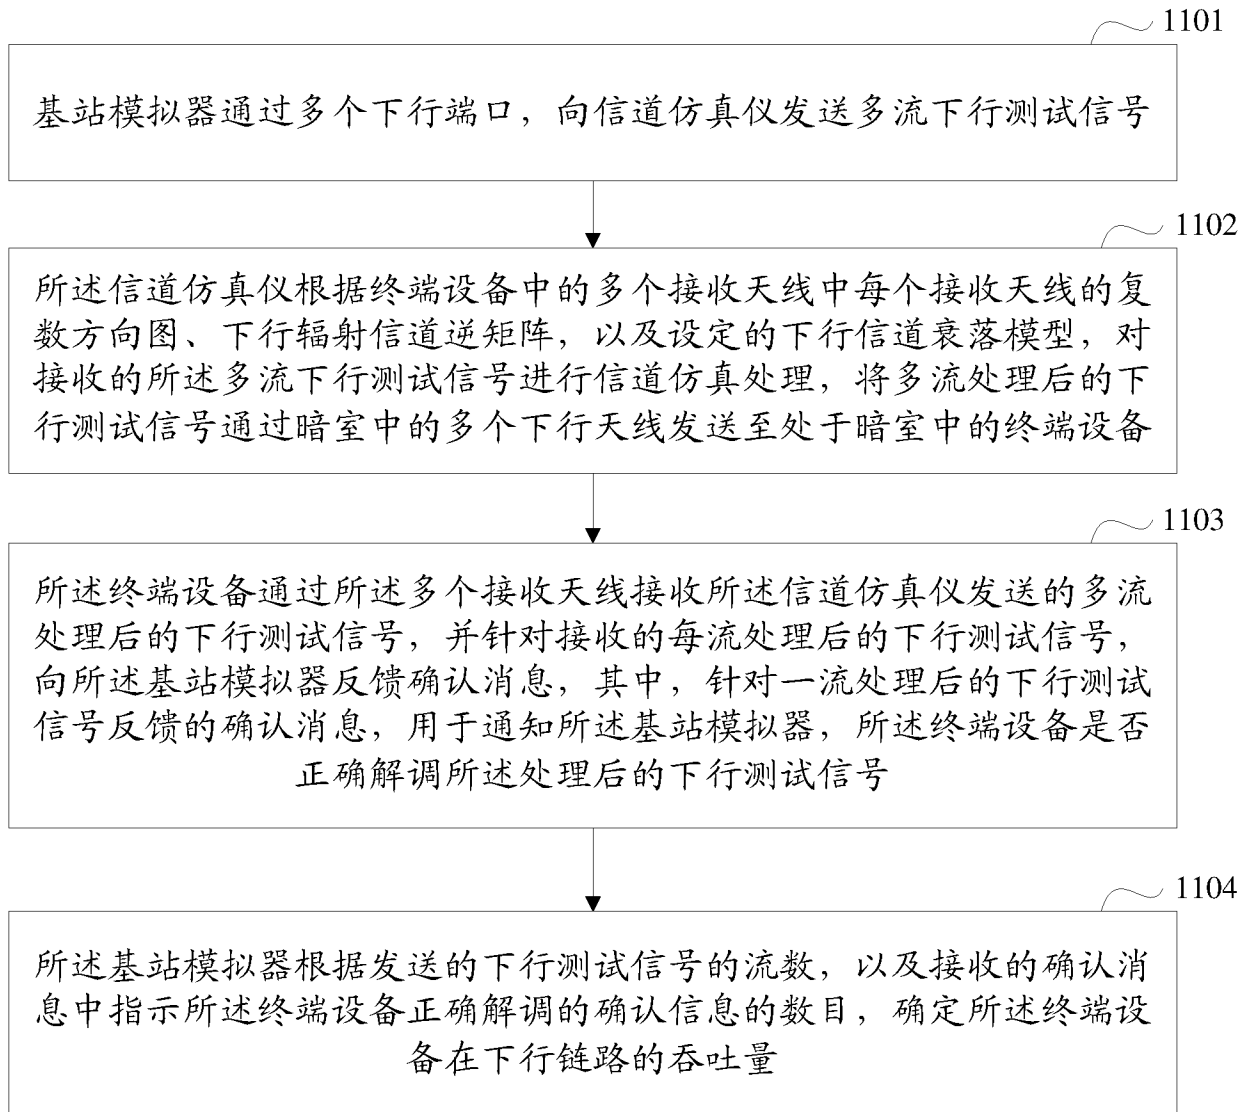 1101
基站模拟器通过多个下行端口，向信道仿真仪发送多流下行测试信号
1102
所述信道仿真仪根据终端设备中的多个接收天线中每个接收天线的复
数方向图、下行辐射信道逆矩阵，以及设定的下行信道衰落模型，对
接收的所述多流下行测试信号进行信道仿真处理，将多流处理后的下
行测试信号通过暗室中的多个下行天线发送至处于暗室中的终端设备
1103
所述终端设备通过所述多个接收天线接收所述信道仿真仪发送的多流
处理后的下行测试信号，并针对接收的每流处理后的下行测试信号，
向所述基站模拟器反馈确认消息，其中，针对一流处理后的下行测试
信号反馈的确认消息，用于通知所述基站模拟器，所述终端设备是否
正确解调所述处理后的下行测试信号
1104
所述基站模拟器根据发送的下行测试信号的流数，以及接收的确认消
息中指示所述终端设备正确解调的确认信息的数目，确定所述终端设
备在下行链路的吞吐量